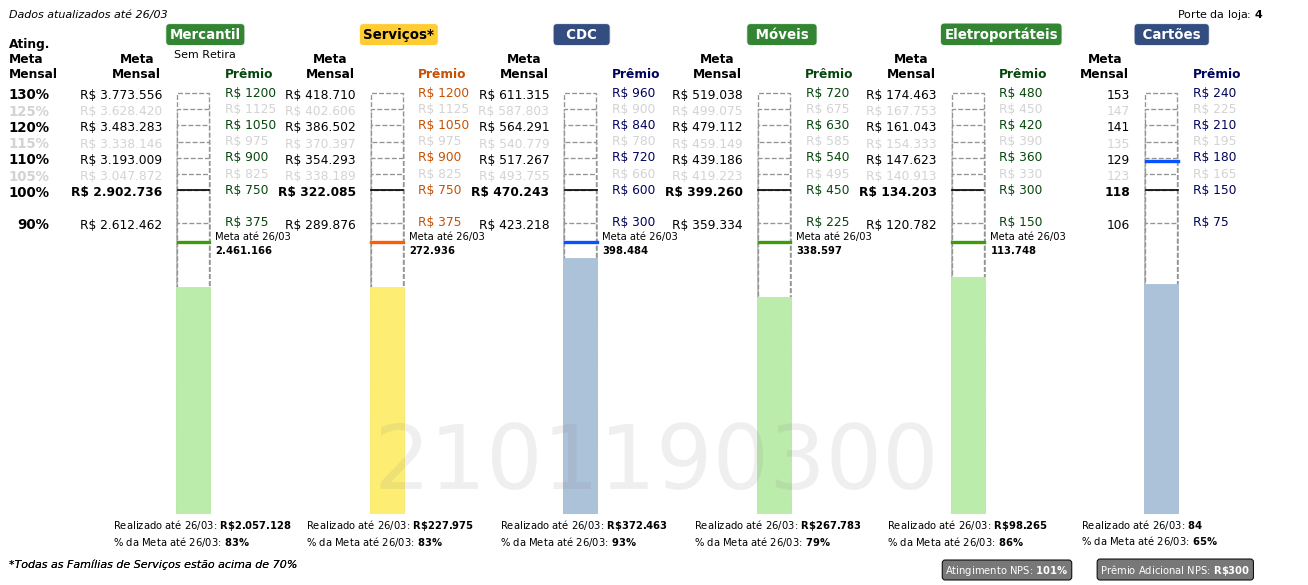 Dados atualizados até 26/03
Porte da loja: 4
Mercantil
Serviços*
CDC
Móveis
Eletroportáteis
Cartões
Sem Retira
Ating.
Meta
Mensal
Meta Mensal Prêmio Meta Mensal Prêmio Meta Mensal Prêmio Meta Mensal Prêmio Meta Mensal Prêmio Meta Mensal Prêmio
130% R$ 3.773.556 R$ 1200 R$ 418.710 R$ 1200 R$ 611.315 R$ 960 R$ 519.038 R$ 720 R$ 174.463 R$ 480 153 R$ 240
125% R$ 3.628.420 R$ 1125 R$ 402.606 R$ 1125 R$ 587.803 R$ 900 R$ 499.075 R$ 675 R$ 167.753 R$ 450 147 R$ 225
120% R$ 3.483.283 R$ 1050 R$ 386.502 R$ 1050 R$ 564.291 R$ 840 R$ 479.112 R$ 630 R$ 161.043 R$ 420 141 R$ 210
115% R$ 3.338.146 R$ 975 R$ 370.397 R$ 975 R$ 540.779 R$ 780 R$ 459.149 R$ 585 R$ 154.333 R$ 390 135 R$ 195
110% R$ 3.193.009 R$ 900 R$ 354.293 R$ 900 R$ 517.267 R$ 720 R$ 439.186 R$ 540 R$ 147.623 R$ 360 129 R$ 180
105% R$ 3.047.872 R$ 825 R$ 338.189 R$ 825 R$ 493.755 R$ 660 R$ 419.223 R$ 495 R$ 140.913 R$ 330 123 R$ 165
100% R$ 2.902.736 R$ 750 R$ 322.085 R$ 750 R$ 470.243 R$ 600 R$ 399.260 R$ 450 R$ 134.203 R$ 300 118 R$ 150
90% R$ 2.612.462 R$ 375 R$ 289.876 R$ 375 R$ 423.218 R$ 300 R$ 359.334 R$ 225 R$ 120.782 R$ 150 106 R$ 75
Meta até 26/03 Meta até 26/03 Meta até 26/03 Meta até 26/03 Meta até 26/03
2.461.166 272.936 398.484 338.597 113.748
2101190300
Realizado até 26/03: R$2.057.128 Realizado até 26/03: R$227.975 Realizado até 26/03: R$372.463 Realizado até 26/03: R$267.783 Realizado até 26/03: R$98.265 Realizado até 26/03: 84
% da Meta até 26/03: 83% % da Meta até 26/03: 83% % da Meta até 26/03: 93% % da Meta até 26/03: 79% % da Meta até 26/03: 86% % da Meta até 26/03: 65%
*Todas as Famílias de Serviços estão acima de 70%
Atingimento NPS: 101%
Prêmio Adicional NPS: R$300